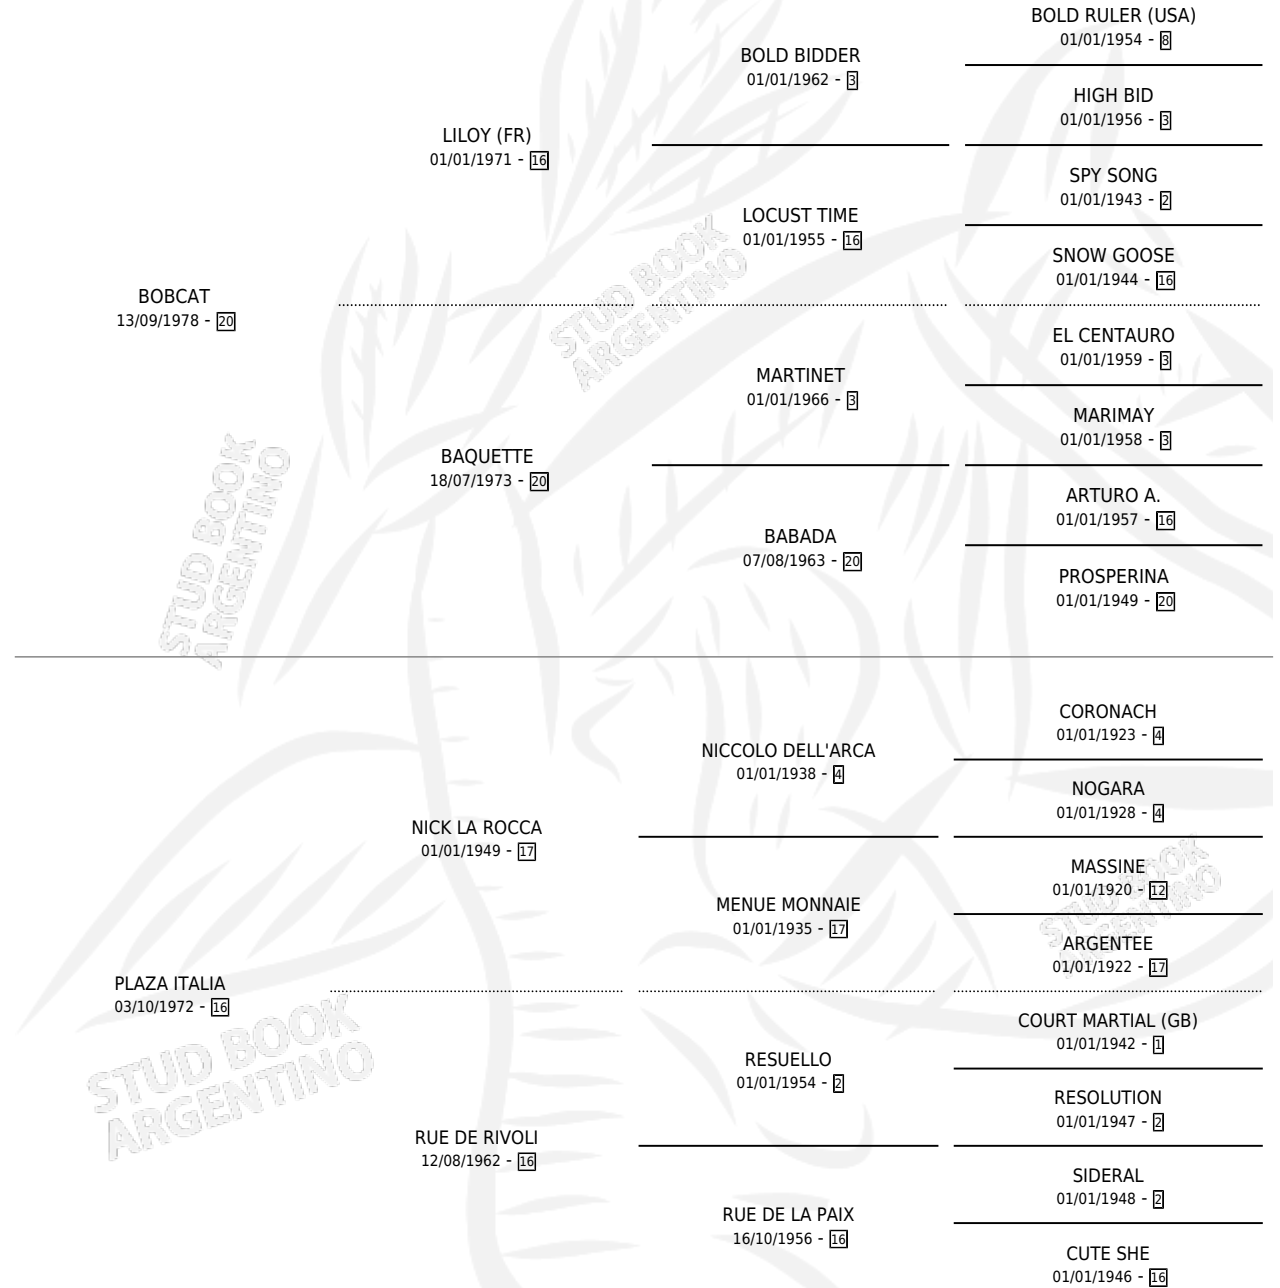 BOLD RULER (USA)
01/01/1954 - 8
BOLD BIDDER
01/01/1962 - 3
HIGH BID
01/01/1956 - 3
LILOY (FR)
01/01/1971 - 16
SPY SONG
01/01/1943 - 2
LOCUST TIME
01/01/1955 - 16
SNOW GOOSE
01/01/1944 - 16
BOBCAT
13/09/1978 - 20
STUD BOOK
ARGENTINO
EL CENTAURO
01/01/1959 - 3
MARTINET
01/01/1966 - 3
MARIMAY
01/01/1958 - 3
BAQUETTE
18/07/1973 - 20
ARTURO A.
01/01/1957 - 16
BABADA
07/08/1963 - 20
PROSPERINA
01/01/1949 - 20
STUD BOOK
ARGENTINO
CORONACH
01/01/1923 - 4
NICCOLO DELL'ARCA
01/01/1938 - 4
NOGARA
01/01/1928 - 4
NICK LA ROCCA
01/01/1949 - 17
MASSINE
01/01/1920 - 12
MENUE MONNAIE
01/01/1935 - 17
ARGENTEE
01/01/1922 - 17
STUD BOOK
ARGENTINO
PLAZA ITALIA
03/10/1972 - 16
COURT MARTIAL (GB)
01/01/1942 - 1
RESUELLO
01/01/1954 - 2
RESOLUTION
01/01/1947 - 2
STUD BOOK
ARGENTINO
RUE DE RIVOLI
12/08/1962 - 16
SIDERAL
01/01/1948 - 2
RUE DE LA PAIX
16/10/1956 - 16
CUTE SHE
01/01/1946 - 16